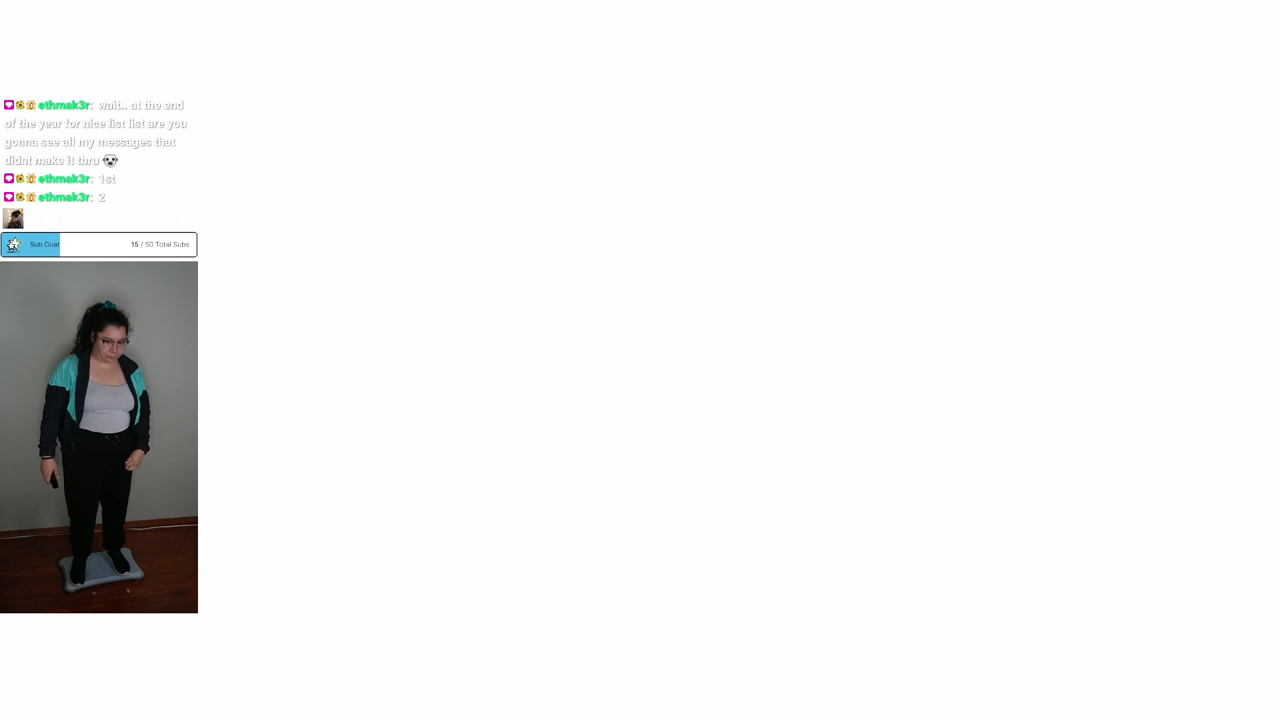 ethmak3r: wait.. at the end
of the year for nice list list are you
gonna see all my messages that
didnt make it thru
ethmak3r: 1st
ethmak3r: 2
Sub Goal 15 / 50 Total Subs